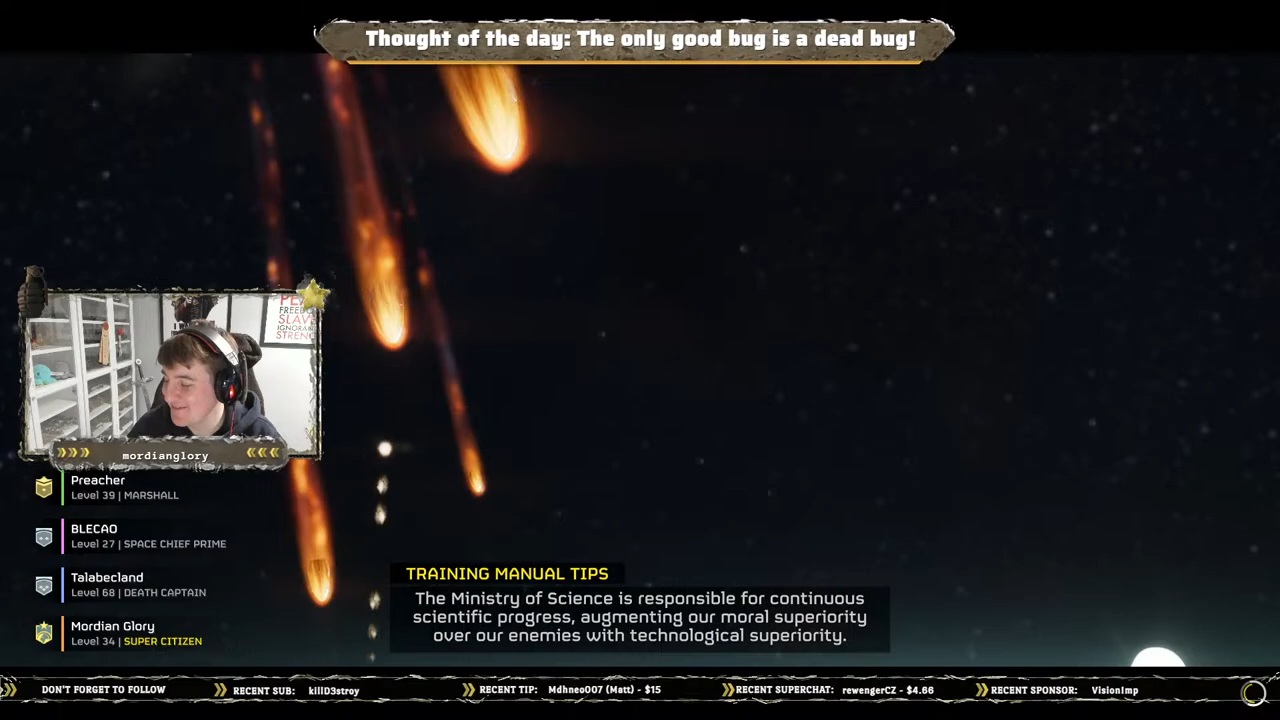 Thought of the day: The only good bug is a dead bug!
FREEDOM
SLAVE
IGNORANCE
STRENG
mordianglory
Preacher
Level 39 | MARSHALL
BLECAO
Level 27 | SPACE CHIEF PRIME
Talabecland
Level 68 | DEATH CAPTAIN
Mordian Glory
Level 34 | SUPER CITIZEN
TRAINING MANUAL TIPS
The Ministry of Science is responsible for continuous
scientific progress, augmenting our moral superiority
over our enemies with technological superiority.
DON'T FORGET TO FOLLOW RECENT SUB: killD3stroy RECENT TIP: Mdhneo007 (Matt) - $15 RECENT SUPERCHAT: rewengerCZ - $4.66 RECENT SPONSOR: VisionImp